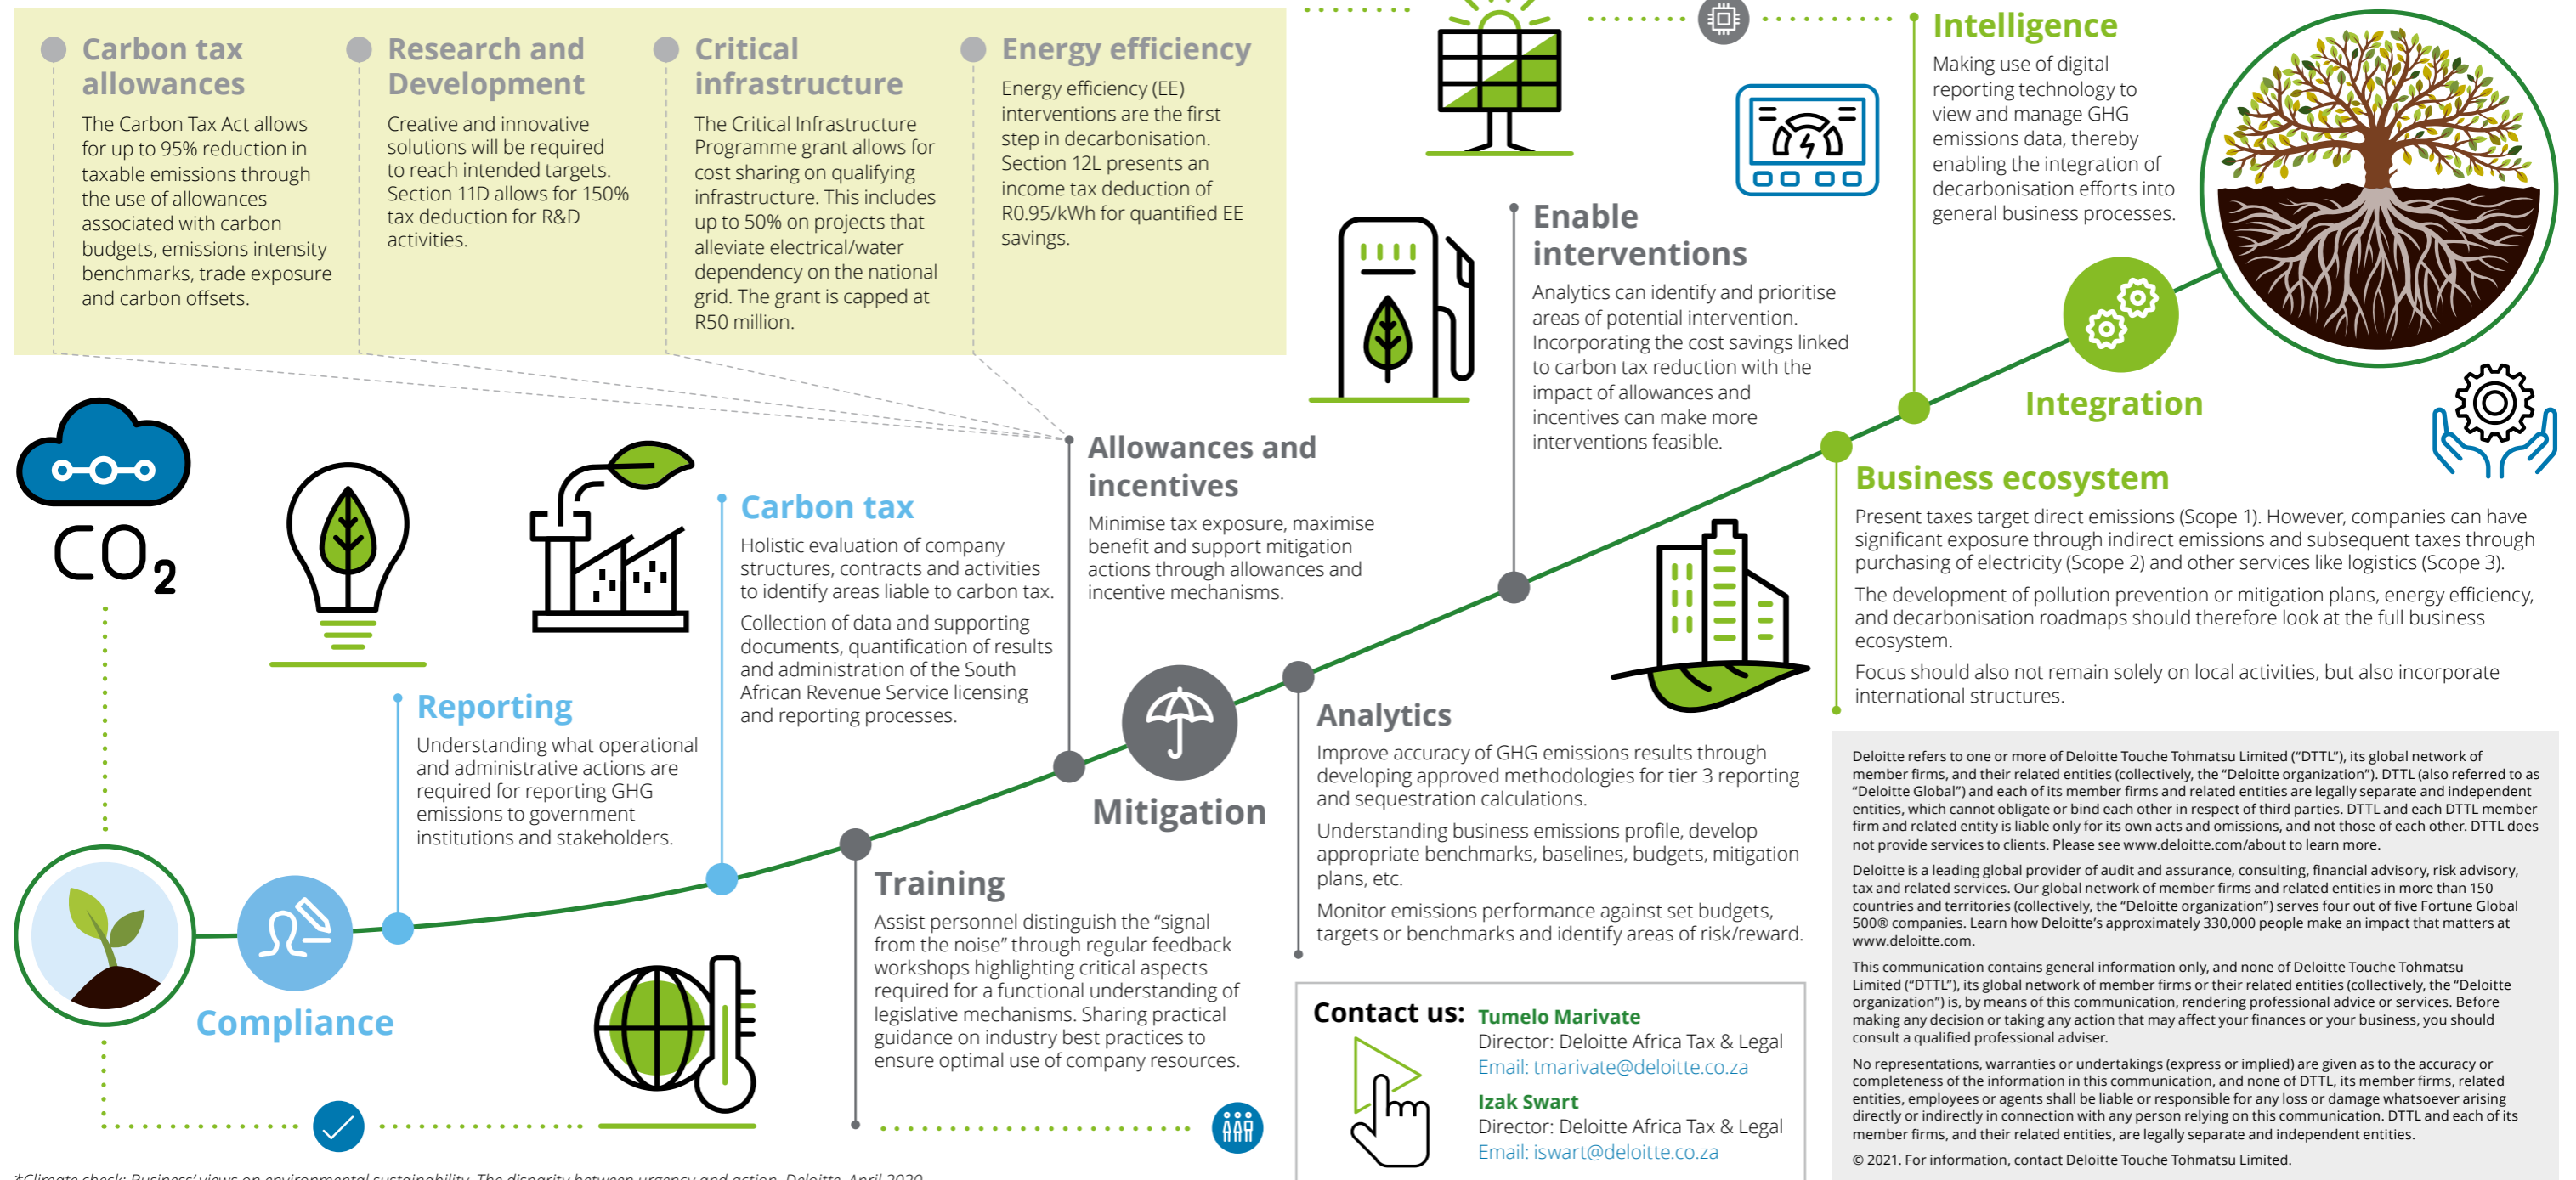 Carbon tax
allowances
The Carbon Tax Act allows
for up to 95% reduction in
taxable emissions through
the use of allowances
associated with carbon
budgets, emissions intensity
benchmarks, trade exposure
and carbon offsets.
Research and
Development
Creative and innovative
solutions will be required
to reach intended targets.
Section 11D allows for 150%
tax deduction for R&D
activities.
Critical
infrastructure
The Critical Infrastructure
Programme grant allows for
cost sharing on qualifying
infrastructure. This includes
up to 50% on projects that
alleviate electrical/water
dependency on the national
grid. The grant is capped at
R50 million.
Energy efficiency
Energy efficiency (EE)
interventions are the first
step in decarbonisation.
Section 12L presents an
income tax deduction of
R0.95/kWh for quantified EE
savings.
Intelligence
Making use of digital
reporting technology to
view and manage GHG
emissions data, thereby
enabling the integration of
decarbonisation efforts into
general business processes.
Enable
interventions
Analytics can identify and prioritise
areas of potential intervention.
Incorporating the cost savings linked
to carbon tax reduction with the
impact of allowances and
incentives can make more
interventions feasible.
Integration
CO2
Carbon tax
Holistic evaluation of company
structures, contracts and activities
to identify areas liable to carbon tax.
Collection of data and supporting
documents, quantification of results
and administration of the South
African Revenue Service licensing
and reporting processes.
Allowances and
incentives
Minimise tax exposure, maximise
benefit and support mitigation
actions through allowances and
incentive mechanisms.
Business ecosystem
Present taxes target direct emissions (Scope 1). However, companies can have
significant exposure through indirect emissions and subsequent taxes through
purchasing of electricity (Scope 2) and other services like logistics (Scope 3).
The development of pollution prevention or mitigation plans, energy efficiency,
and decarbonisation roadmaps should therefore look at the full business
ecosystem.
Focus should also not remain solely on local activities, but also incorporate
international structures.
Reporting
Understanding what operational
and administrative actions are
required for reporting GHG
emissions to government
institutions and stakeholders.
Mitigation
Analytics
Improve accuracy of GHG emissions results through
developing approved methodologies for tier 3 reporting
and sequestration calculations.
Understanding business emissions profile, develop
appropriate benchmarks, baselines, budgets, mitigation
plans, etc.
Monitor emissions performance against set budgets,
targets or benchmarks and identify areas of risk/reward.
Compliance
Training
Assist personnel distinguish the “signal
from the noise” through regular feedback
workshops highlighting critical aspects
required for a functional understanding of
legislative mechanisms. Sharing practical
guidance on industry best practices to
ensure optimal use of company resources.
Contact us:
Tumelo Marivate
Director: Deloitte Africa Tax & Legal
Email: tmarivate@deloitte.co.za
Izak Swart
Director: Deloitte Africa Tax & Legal
Email: iswart@deloitte.co.za
Deloitte refers to one or more of Deloitte Touche Tohmatsu Limited (“DTTL”), its global network of
member firms, and their related entities (collectively, the “Deloitte organization”). DTTL (also referred to as
“Deloitte Global”) and each of its member firms and related entities are legally separate and independent
entities, which cannot obligate or bind each other in respect of third parties. DTTL and each DTTL member
firm and related entity is liable only for its own acts and omissions, and not those of each other. DTTL does
not provide services to clients. Please see www.deloitte.com/about to learn more.
Deloitte is a leading global provider of audit and assurance, consulting, financial advisory, risk advisory,
tax and related services. Our global network of member firms and related entities in more than 150
countries and territories (collectively, the “Deloitte organization”) serves four out of five Fortune Global
500® companies. Learn how Deloitte’s approximately 330,000 people make an impact that matters at
www.deloitte.com.
This communication contains general information only, and none of Deloitte Touche Tohmatsu
Limited (“DTTL”), its global network of member firms or their related entities (collectively, the “Deloitte
organization”) is, by means of this communication, rendering professional advice or services. Before
making any decision or taking any action that may affect your finances or your business, you should
consult a qualified professional adviser.
No representations, warranties or undertakings (express or implied) are given as to the accuracy or
completeness of the information in this communication, and none of DTTL, its member firms, related
entities, employees or agents shall be liable or responsible for any loss or damage whatsoever arising
directly or indirectly in connection with any person relying on this communication. DTTL and each of its
member firms, and their related entities, are legally separate and independent entities.
© 2021. For information, contact Deloitte Touche Tohmatsu Limited.
*Climate check: Business’ views on environmental sustainability. The disparity between urgency and action. Deloitte. April 2020